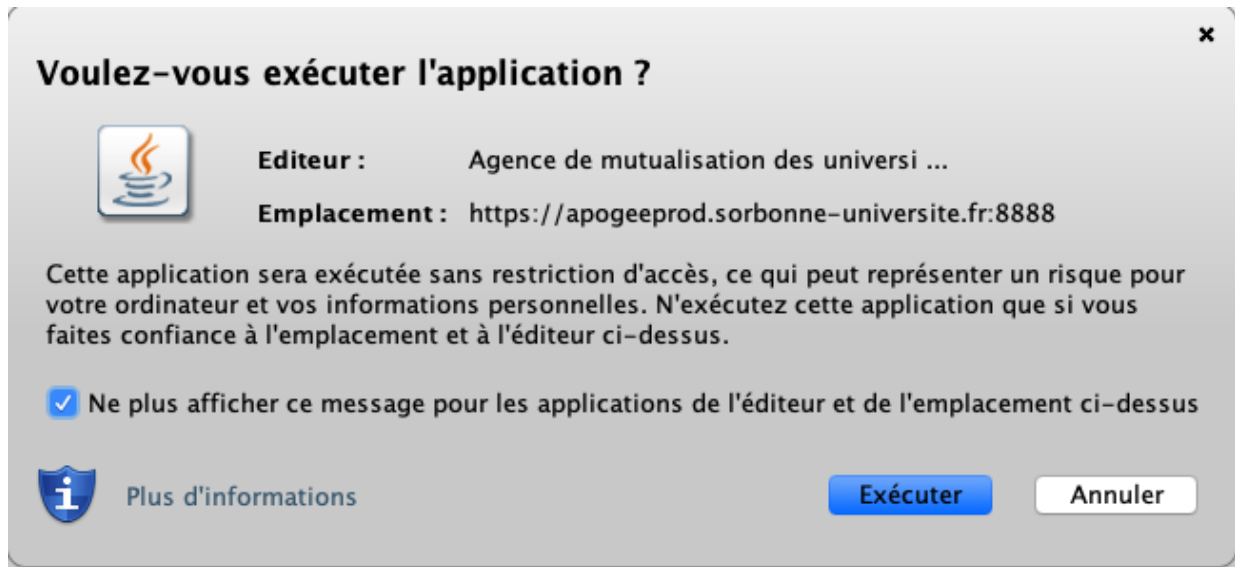 Voulez-vous exécuter l'application ?
Editeur : Agence de mutualisation des universi ...
Emplacement : https://apogeeprod.sorbonne-universite.fr:8888
Cette application sera exécutée sans restriction d'accès, ce qui peut représenter un risque pour
votre ordinateur et vos informations personnelles. N'exécutez cette application que si vous
faites confiance à l'emplacement et à l'éditeur ci-dessus.
Ne plus afficher ce message pour les applications de l'éditeur et de l'emplacement ci-dessus
Plus d'informations Exécuter Annuler